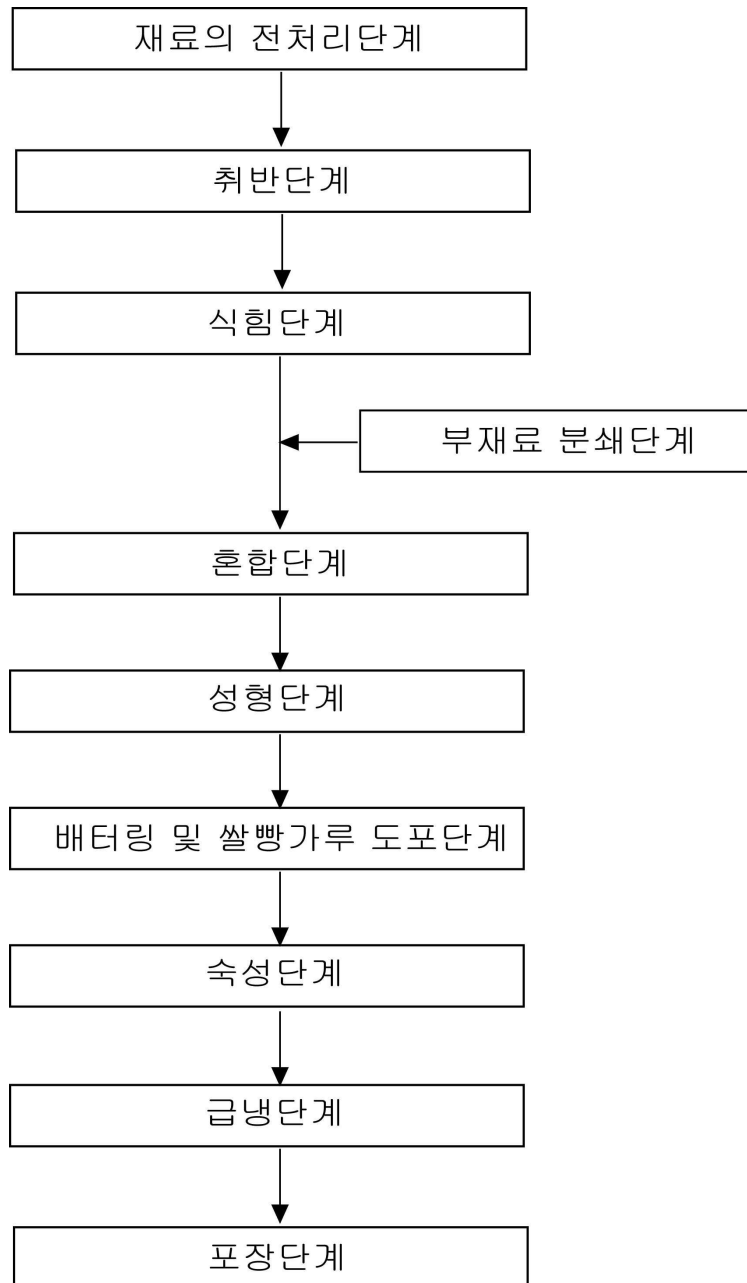 재료의 전처리단계
취반단계
식힘단계
부재료 분쇄단계
혼합단계
성형단계
배터링 및 쌀빵가루 도포단계
숙성단계
급냉단계
포장단계